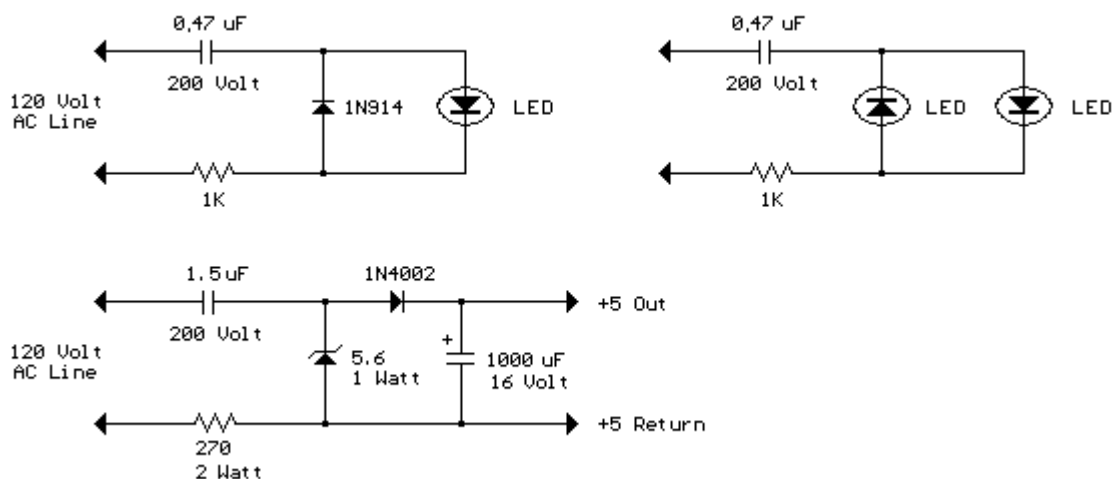 0,47 uF
200 Volt
120 Volt
AC Line
1N914
LED
1K
0,47 uF
200 Volt
LED
LED
1K
1.5uF
200 Volt
1N4002
+5 Out
120 Volt
AC Line
5.6
1 Watt
+
1000 uF
16 Volt
270
2 Watt
+5 Return